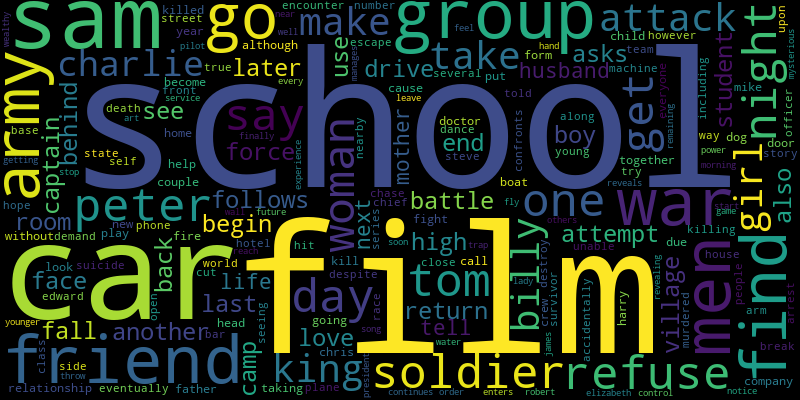 killed
encounter
number
wealthy
sam
go
group
near
street
make
attack
child
however
upon
year
although
well
escape
feel
hand
team
form
pilot
true
use
asks
machine
mike
charlie
later
take
drive
several
put
husband
everyone
student
night
mysterious
army
behind
become
front
service
see
school
cause
leave
told
get
including
officer
death
art
say
mother
doctor
dance
along
boy
young
remaining
way
dog
door
base
captain
state
self
home
force
nearby
end
confronts
steve
together
try
power
story
getting
stop
help
finally
experience
woman
reveals
morning
girl
hope
couple
follows
chase
chief
boat
fly
war
also
room
peter
begin
next
series
battle
one
start
game
find
without
demand
new
phone
wait
future
fight
high
others
attempt
due
killing
play
fire
reach
soon
trap
unable
village
house
look
suicide
back
hotel
hit
kill
close
call
billy
destroy
revealing
men
face
cut
world
life
despite
tom
lady
crew
survivor
accidentally
murdered
people
edward
open
car
film
seeing
last
day
race
return
harry
arm
arrest
younger
fall
another
head
going
song
tell
water
james
break
class
side
friend
bar
camp
love
chris
king
president
soldier
refuse
company
throw
relationship
eventually
father
taking
plane
continues
order
enters
robert
elizabeth
control
notice